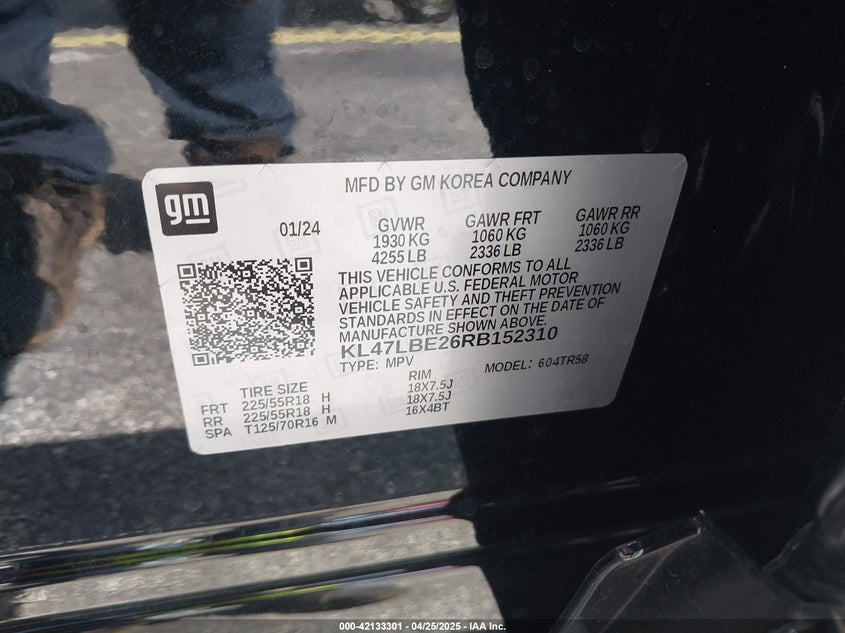 MFD BY GM KOREA COMPANY
gm
01/24
GVWR GAWR FRT GAWR RR
1930 KG 1060 KG 1060 KG
4255 LB 2336 LB 2336 LB
THIS VEHICLE CONFORMS TO ALL
APPLICABLE U.S. FEDERAL MOTOR
VEHICLE SAFETY AND THEFT PREVENTION
STANDARDS IN EFFECT ON THE DATE OF
MANUFACTURE SHOWN ABOVE.
KL47LBE26RB152310
TYPE: MPV MODEL: 604TR58
TIRE SIZE RIM
FRT 225/55R18 H 18X7.5J
RR 225/55R18 H 18X7.5J
SPA T125/70R16 M 16X4BT
000-42133301 | 04/25/2025 - IAA Inc.